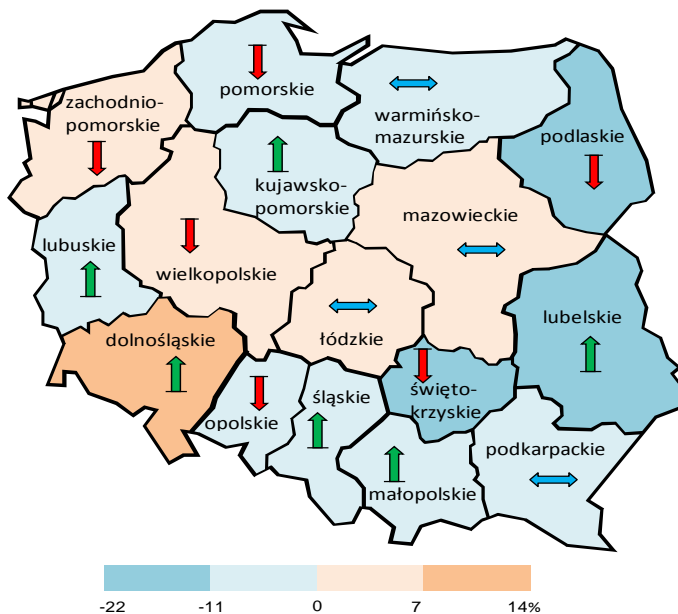 zachodnio-
pomorskie
pomorskie
warmińsko-
mazurskie
podlaskie
kujawsko-
pomorskie
mazowieckie
lubuskie
wielkopolskie
łódzkie
lubelskie
dolnośląskie
opolskie
śląskie
święto-
krzyskie
podkarpackie
małopolskie
-22 -11 0 7 14%